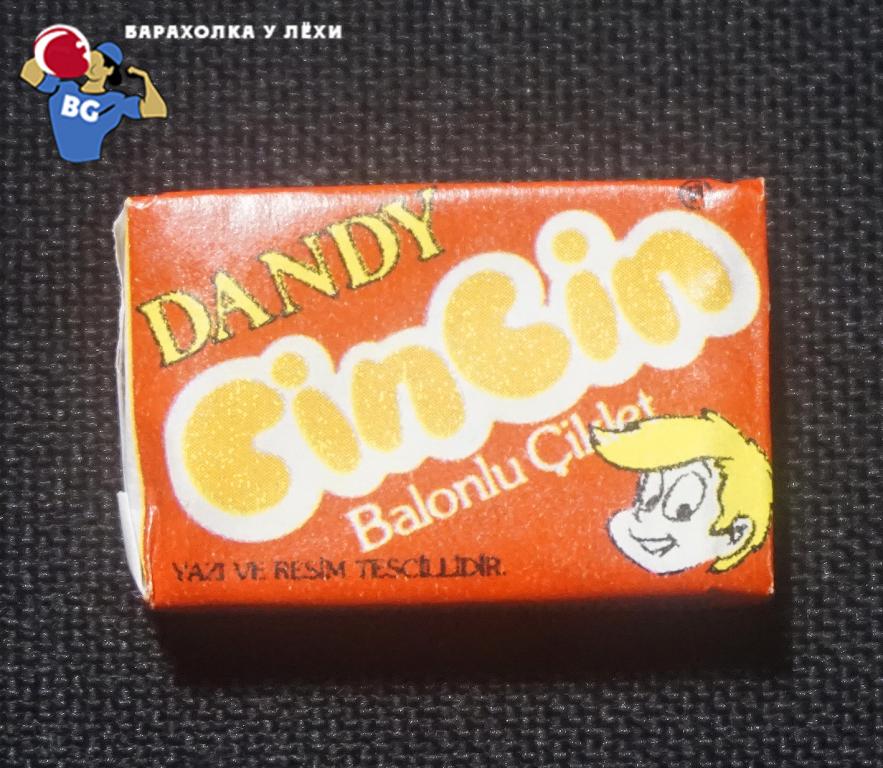 БАРАХОЛКА У ЛЁХИ
BG
DANDY
CinCin
Balonlu Çiklet
YAZI VE RESİM TESCİLLİDİR.